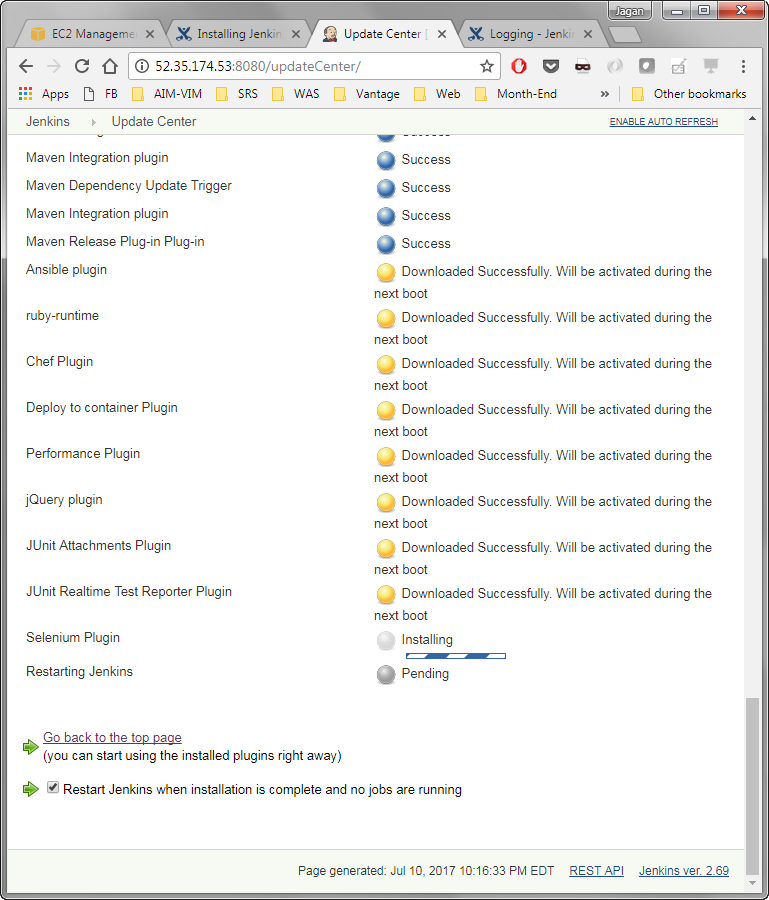 Jagan
EC2 Manageme
Installing Jenkin
Update Center [
Logging - Jenki
52.35.174.53:8080/updateCenter/
Apps FB AIM-VIM SRS WAS Vantage Web Month-End » Other bookmarks
Jenkins Update Center ENABLE AUTO REFRESH
Success
Maven Integration plugin Success
Maven Dependency Update Trigger Success
Maven Integration plugin Success
Maven Release Plug-in Plug-in Success
Ansible plugin Downloaded Successfully. Will be activated during the
next boot
ruby-runtime Downloaded Successfully. Will be activated during the
next boot
Chef Plugin Downloaded Successfully. Will be activated during the
next boot
Deploy to container Plugin Downloaded Successfully. Will be activated during the
next boot
Performance Plugin Downloaded Successfully. Will be activated during the
next boot
jQuery plugin Downloaded Successfully. Will be activated during the
next boot
JUnit Attachments Plugin Downloaded Successfully. Will be activated during the
next boot
JUnit Realtime Test Reporter Plugin Downloaded Successfully. Will be activated during the
next boot
Selenium Plugin Installing
Restarting Jenkins Pending
Go back to the top page
(you can start using the installed plugins right away)
Restart Jenkins when installation is complete and no jobs are running
Page generated: Jul 10, 2017 10:16:33 PM EDT REST API Jenkins ver. 2.69